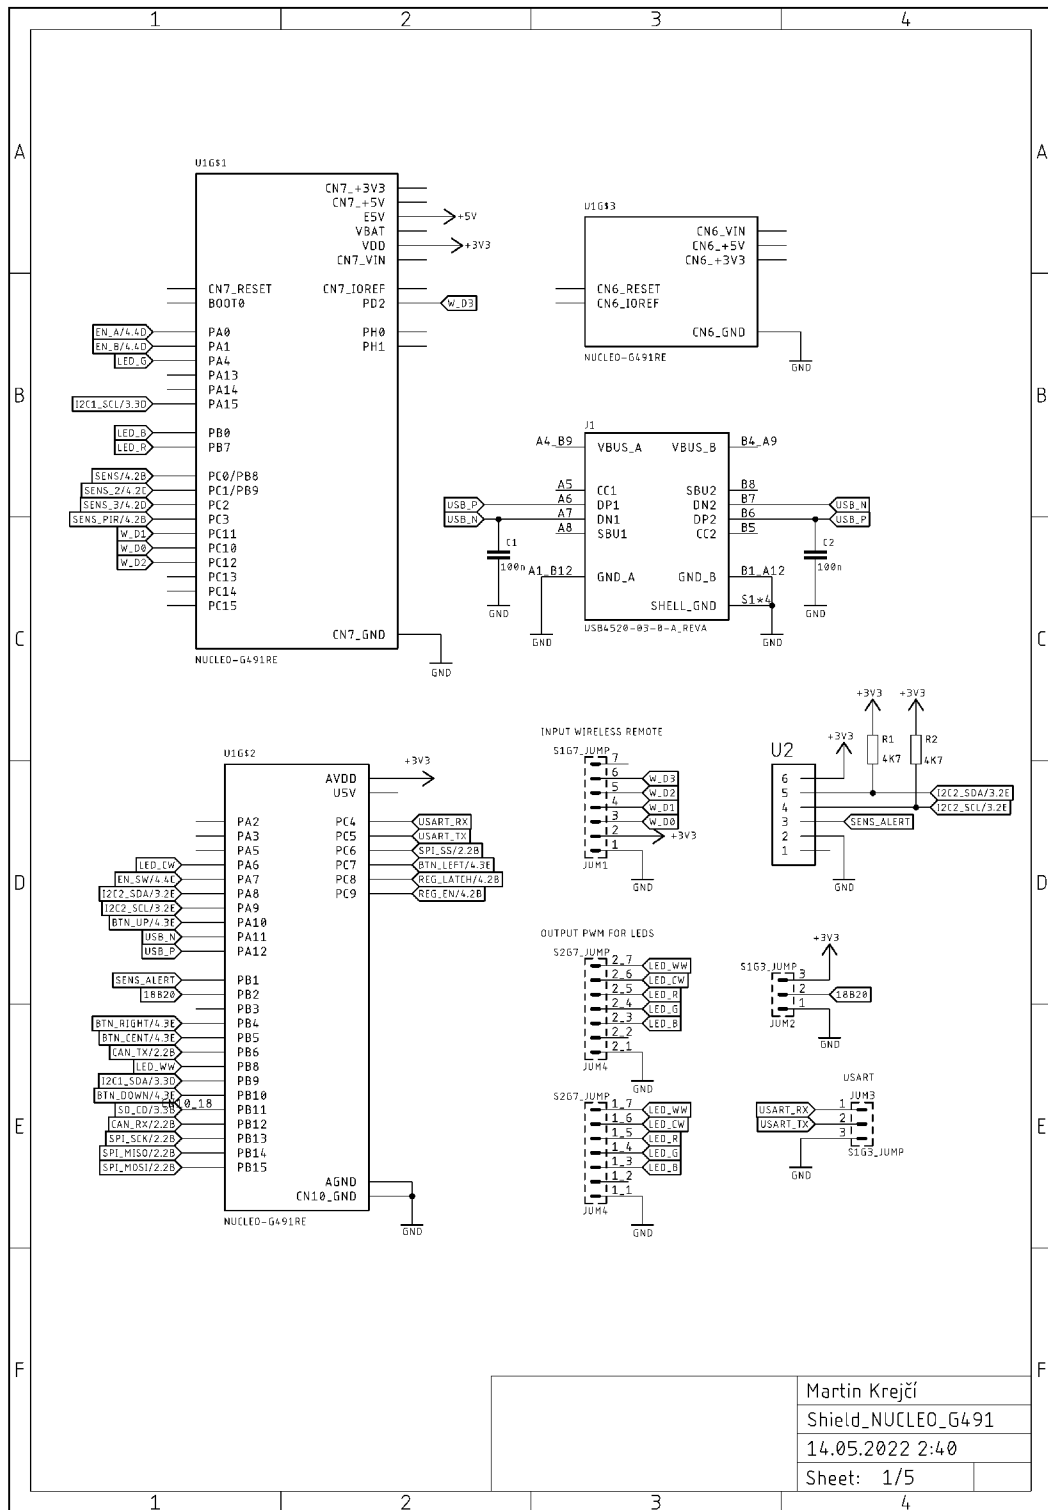 1 2 3 4
A A
U1G$1
CN7_+3V3
CN7_+5V
E5V +5V
VBAT
VDD +3V3
CN7_VIN
CN7_RESET CN7_IOREF
BOOT0 PD2 W_D3
EN_A/4.4D PA0 PH0
EN_B/4.4D PA1 PH1
LED_G PA4
PA13
PA14
I2C1_SCL/3.3D PA15
LED_B PB0
LED_R PB7
SENS/4.2B PC0/PB8
SENS_2/4.2C PC1/PB9
SENS_3/4.2D PC2
SENS_PIR/4.2B PC3
W_D1 PC11
W_D0 PC10
W_D2 PC12
PC13
PC14
PC15
CN7_GND
GND
NUCLEO-G491RE
U1G$3
CN6_VIN
CN6_+5V
CN6_+3V3
CN6_RESET
CN6_IOREF
CN6_GND
NUCLEO-G491RE
GND
B B
J1
A4_B9 VBUS_A VBUS_B B4_A9
A5 CC1 SBU2 B8
USB_P A6 DP1 DN2 B7 USB_N
USB_N A7 DN1 DP2 B6 USB_P
A8 SBU1 CC2 B5
C1 C2
100n 100n
A1_B12 GND_A GND_B B1_A12
SHELL_GND S1*4
GND GND
USB4520-03-0-A_REVA
GND GND
C C
U1G$2
AVDD +3V3
U5V
PA2 PC4 USART_RX
PA3 PC5 USART_TX
PA5 PC6 SPI_SS/2.2B
LED_CW PA6 PC7 BTN_LEFT/4.3E
EN_SW/4.4C PA7 PC8 REG_LATCH/4.2B
I2C2_SDA/3.2E PA8 PC9 REG_EN/4.2B
I2C2_SCL/3.2E PA9
BTN_UP/4.3E PA10
USB_N PA11
USB_P PA12
SENS_ALERT PB1
18B20 PB2
PB3
BTN_RIGHT/4.3E PB4
BTN_CENT/4.3E PB5
CAN_TX/2.2B PB6
LED_WW PB8
I2C1_SDA/3.3D PB9
BTN_DOWN/4.3E PB10
SD_CD/3.3B CN10_18 PB11
CAN_RX/2.2B PB12
SPI_SCK/2.2B PB13
SPI_MISO/2.2B PB14
SPI_MOSI/2.2B PB15
AGND
CN10_GND
GND
NUCLEO-G491RE
INPUT WIRELESS REMOTE
S1G7_JUMP
7
6 W_D3
5 W_D2
4 W_D1
3 W_D0
2 +3V3
1
JUM1
GND
+3V3 +3V3
+3V3 R1 R2
4K7 4K7
U2
6
5 I2C2_SDA/3.2E
4 I2C2_SCL/3.2E
3 SENS_ALERT
2
1
GND
D D
OUTPUT PWM FOR LEDS
S2G7_JUMP
2_7 LED_WW
2_6 LED_CW
2_5 LED_R
2_4 LED_G
2_3 LED_B
2_2
2_1
JUM4
GND
+3V3
S1G3_JUMP
3
2 18B20
1
JUM2
GND
S2G7_JUMP
1_7 LED_WW
1_6 LED_CW
1_5 LED_R
1_4 LED_G
1_3 LED_B
1_2
1_1
JUM4
GND
USART
JUM3
USART_RX 1
USART_TX 2
3
S1G3_JUMP
GND
E E
F F
Martin Krejčí
Shield_NUCLEO_G491
14.05.2022 2:40
Sheet: 1/5
1 2 3 4